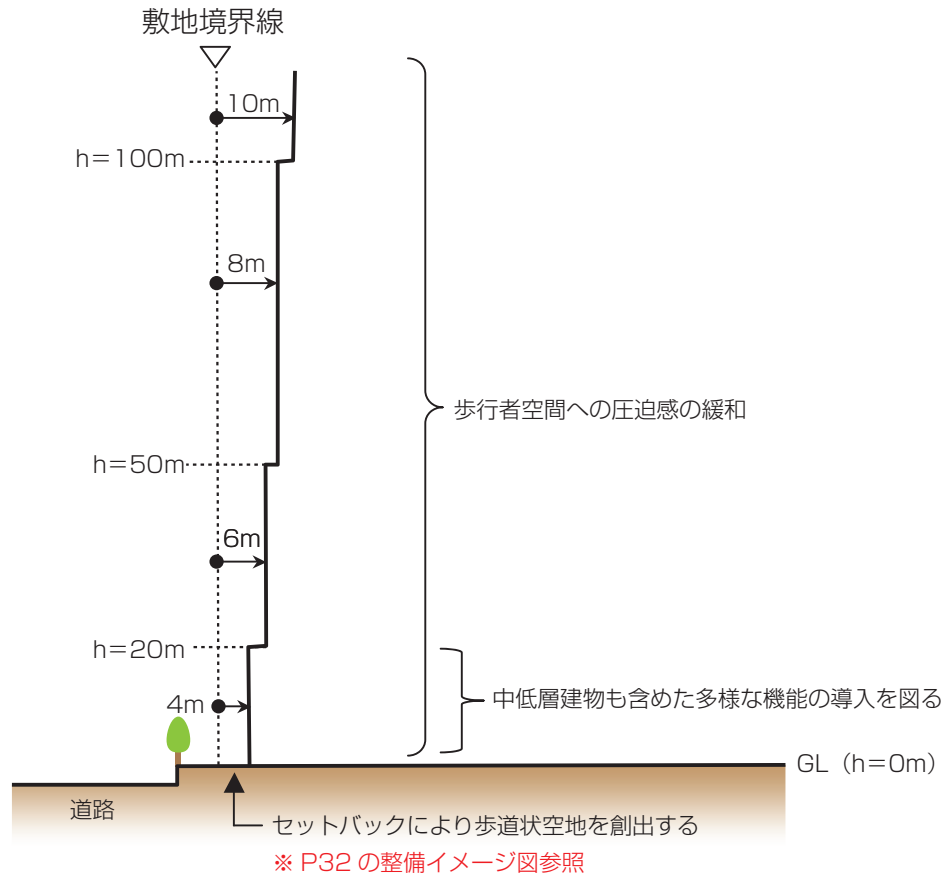 敷地境界線
10m
h=100m
8m
歩行者空間への圧迫感の緩和
h=50m
6m
h=20m
中低層建物も含めた多様な機能の導入を図る
4m
GL（h=0m）
道路
セットバックにより歩道状空地を創出する
※ P32 の整備イメージ図参照